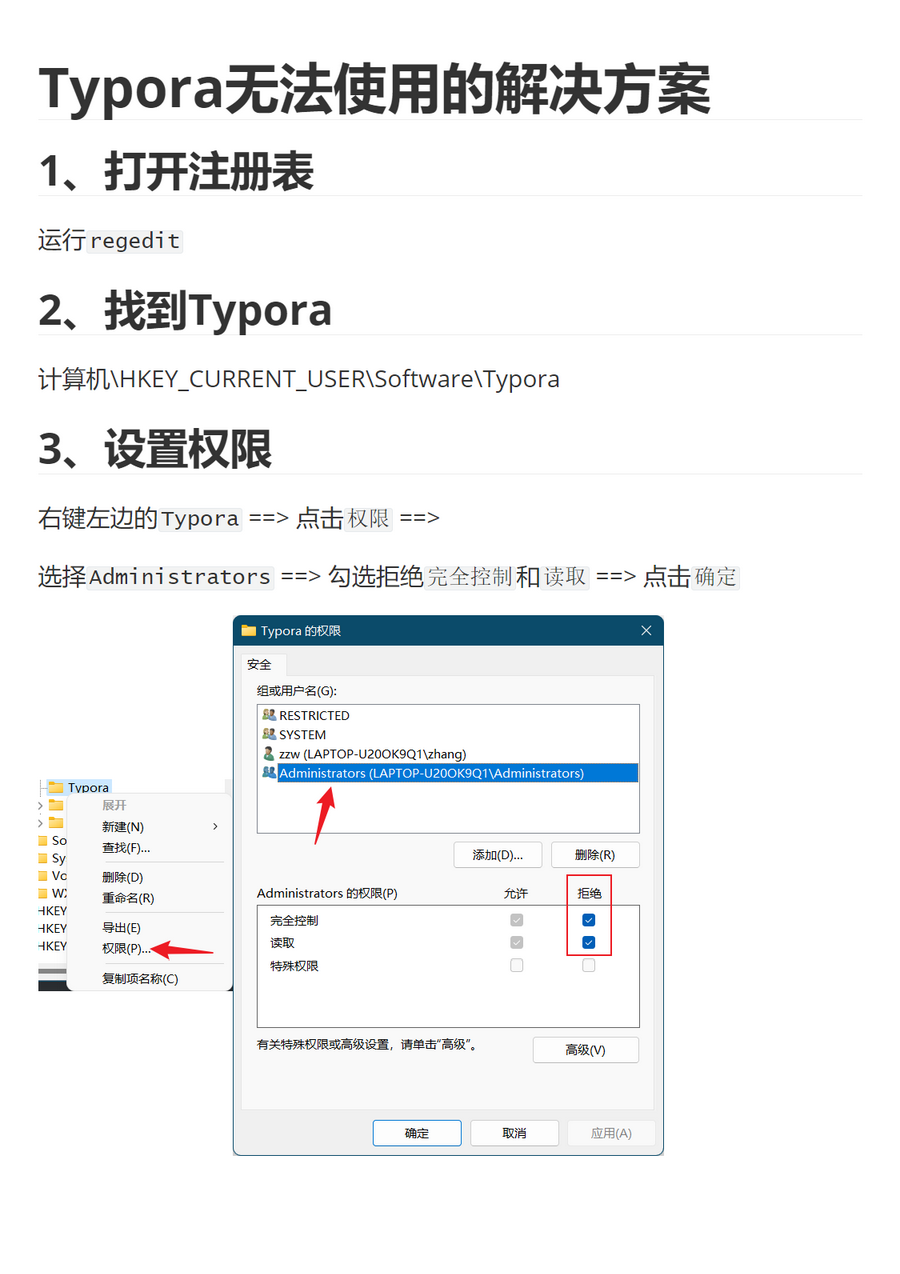 Typora无法使用的解决方案
1、打开注册表
运行regedit
2、找到Typora
计算机\HKEY_CURRENT_USER\Software\Typora
3、设置权限
右键左边的Typora ==> 点击权限 ==>
选择Administrators ==> 勾选拒绝完全控制和读取 ==> 点击确定
Typora
展开
新建(N)
So
查找(F)...
Sy
Vo
删除(D)
重命名(R)
HKEY
导出(E)
HKEY
权限(P)...
HKEY
复制项名称(C)
Typora 的权限
安全
组或用户名(G):
RESTRICTED
SYSTEM
zzw (LAPTOP-U20OK9Q1\zhang)
Administrators (LAPTOP-U20OK9Q1\Administrators)
添加(D)...
删除(R)
Administrators 的权限(P) 允许 拒绝
完全控制
读取
特殊权限
有关特殊权限或高级设置，请单击“高级”。
高级(V)
确定 取消 应用(A)